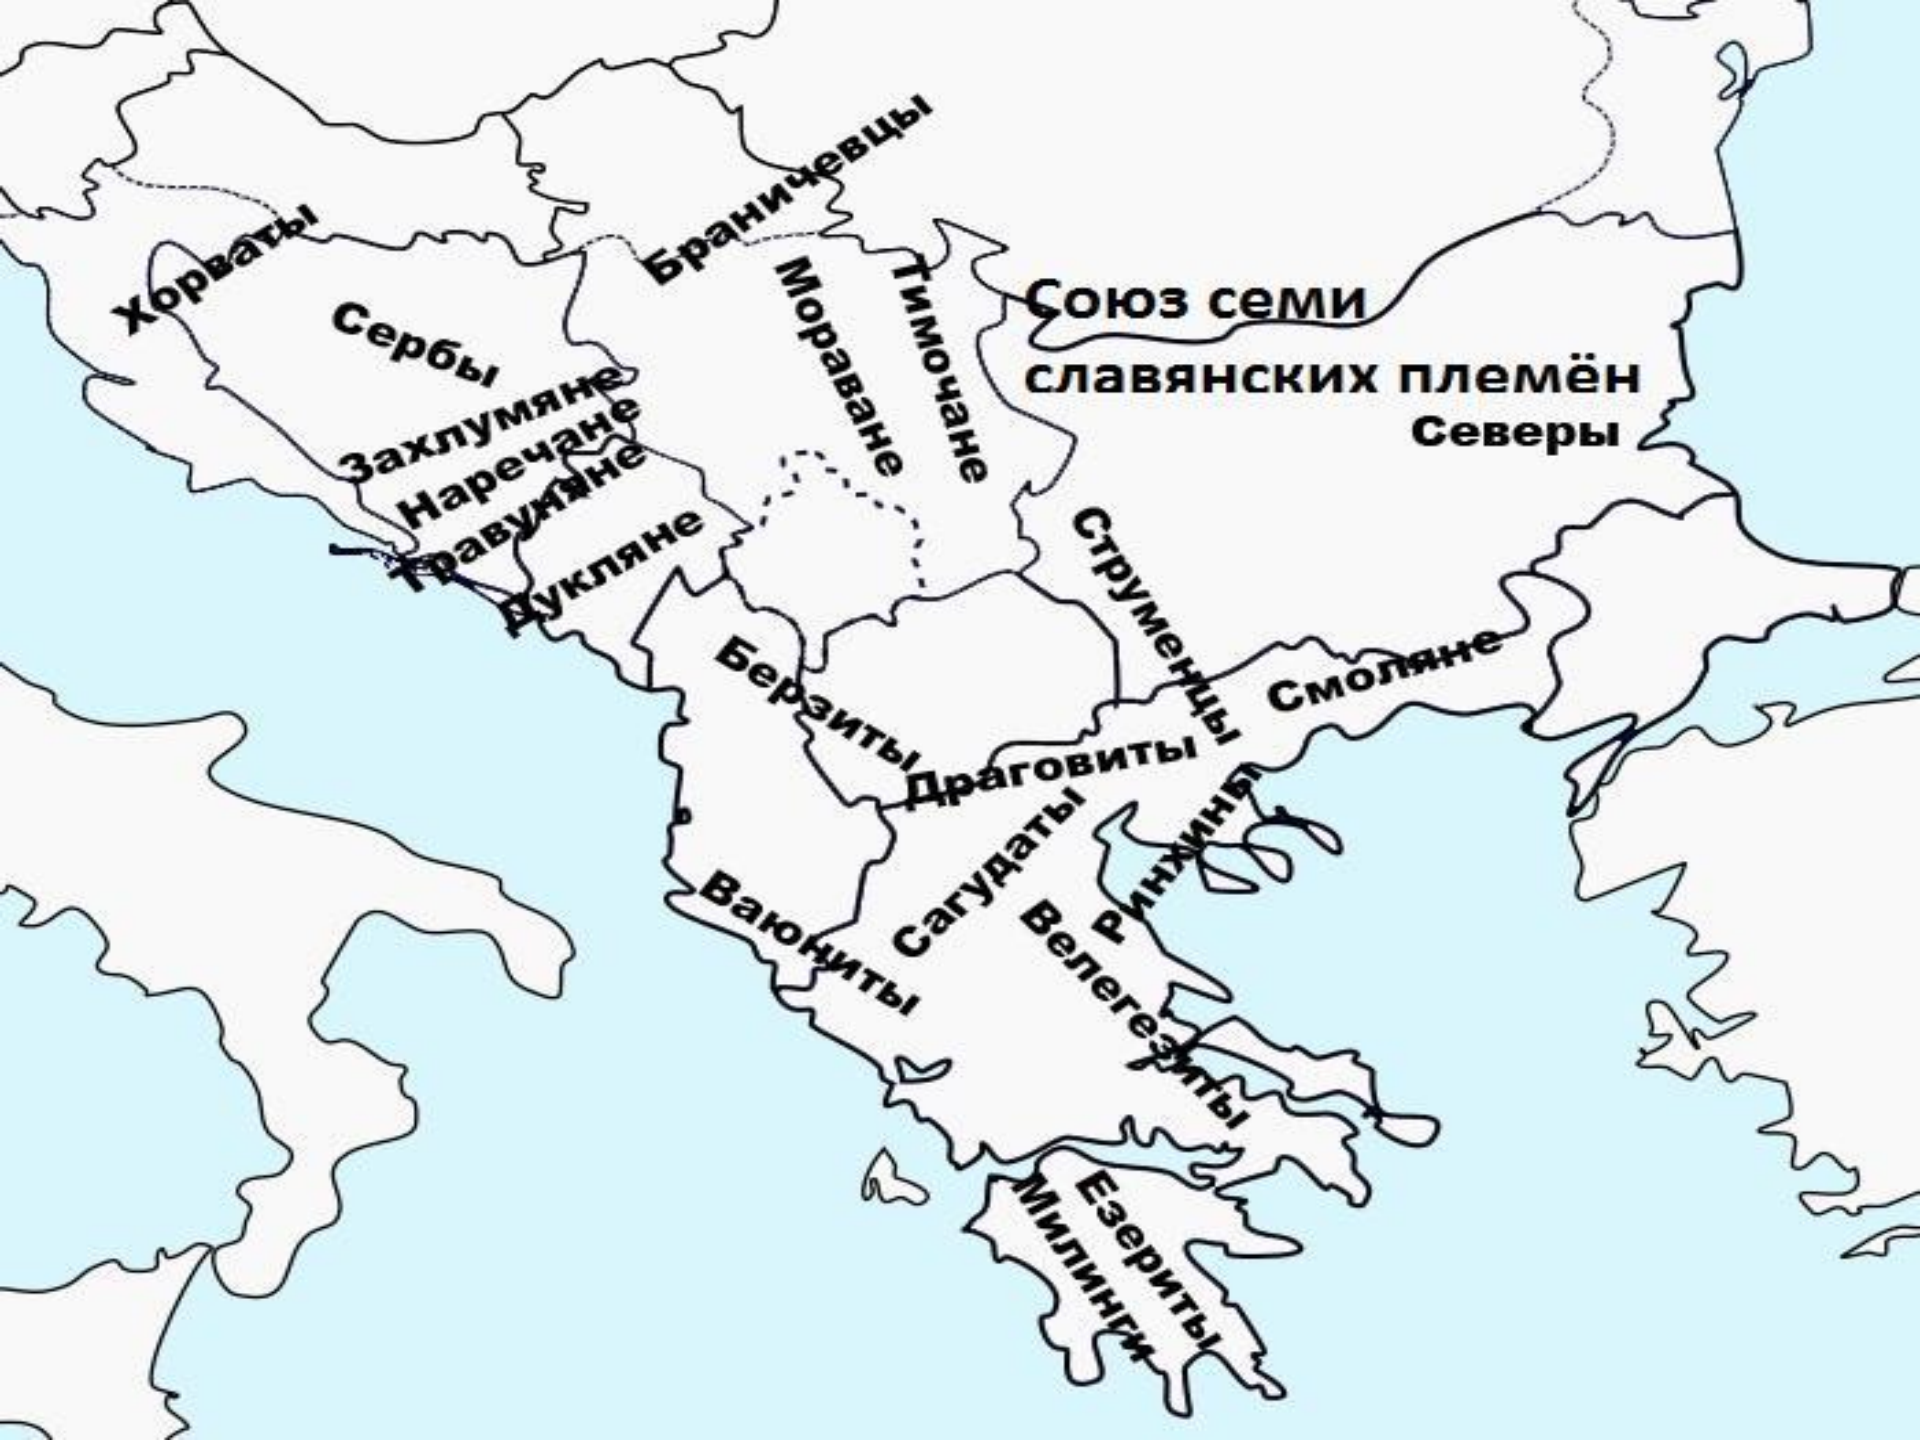 Браничевцы
Хорваты
Мораване
Тимочане
Союз семи
славянских племён
Северы
Сербы
Захлумяне
Наречане
Травуняне
Дукляне
Струменцы
Смоляне
Берзиты
Драговиты
Ринхины
Сагудаты
Ваюниты
Велегезиты
Милинги
Езериты